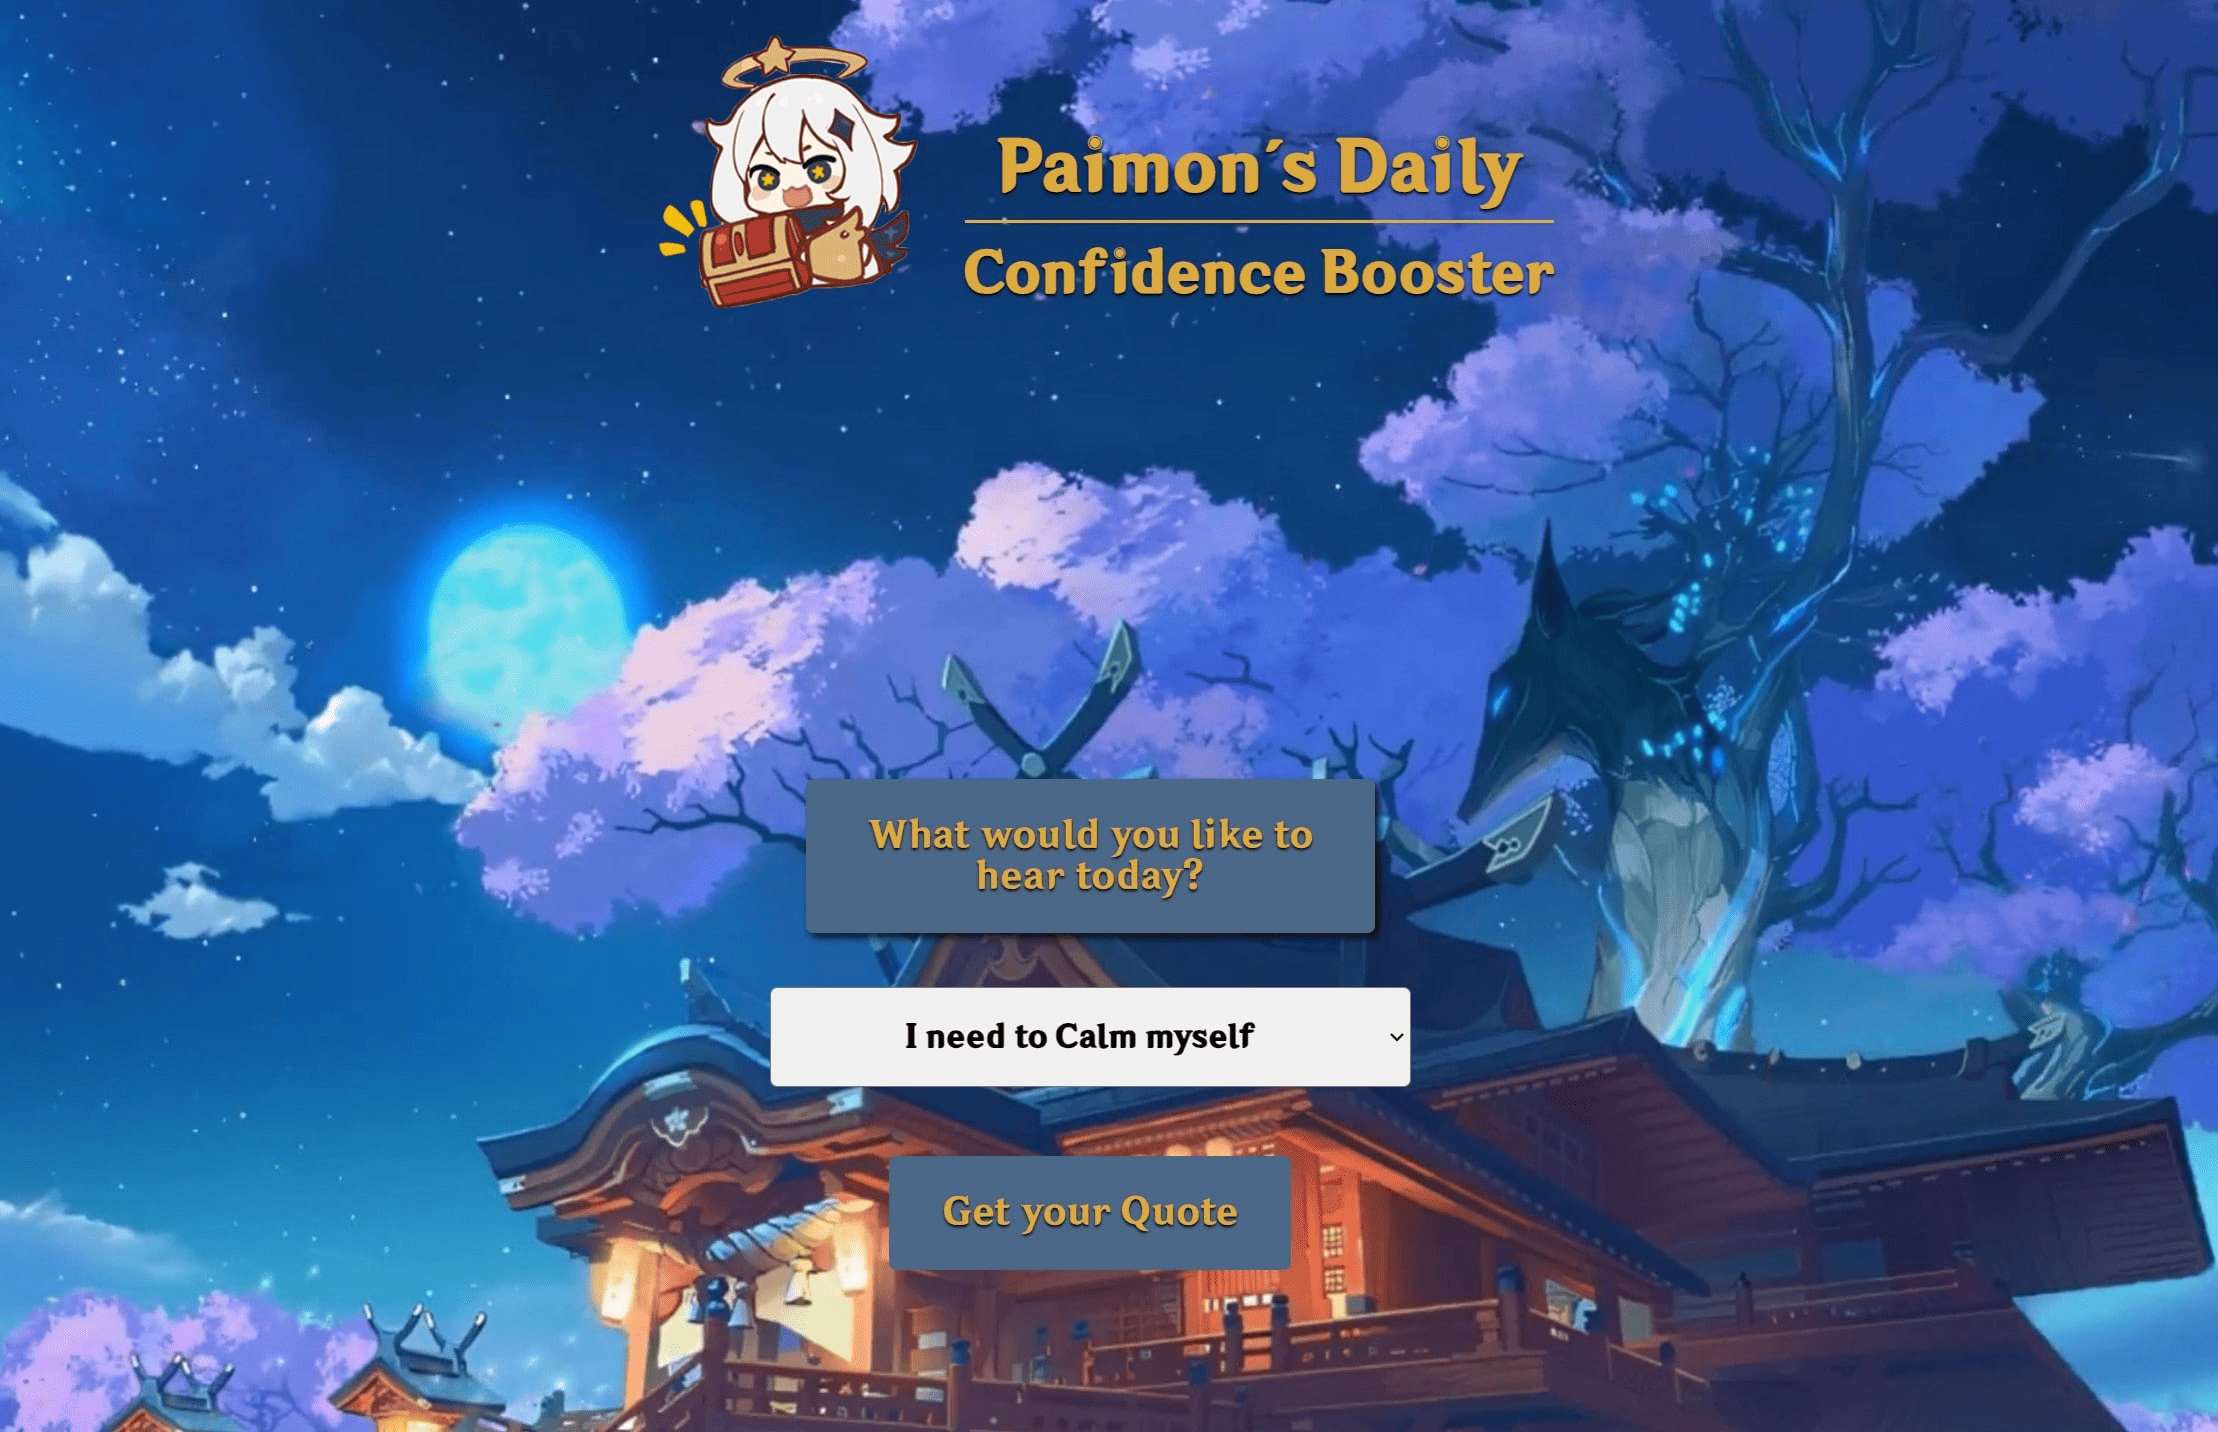 Paimon´s Daily
Confidence Booster
What would you like to
hear today?
I need to Calm myself
Get your Quote